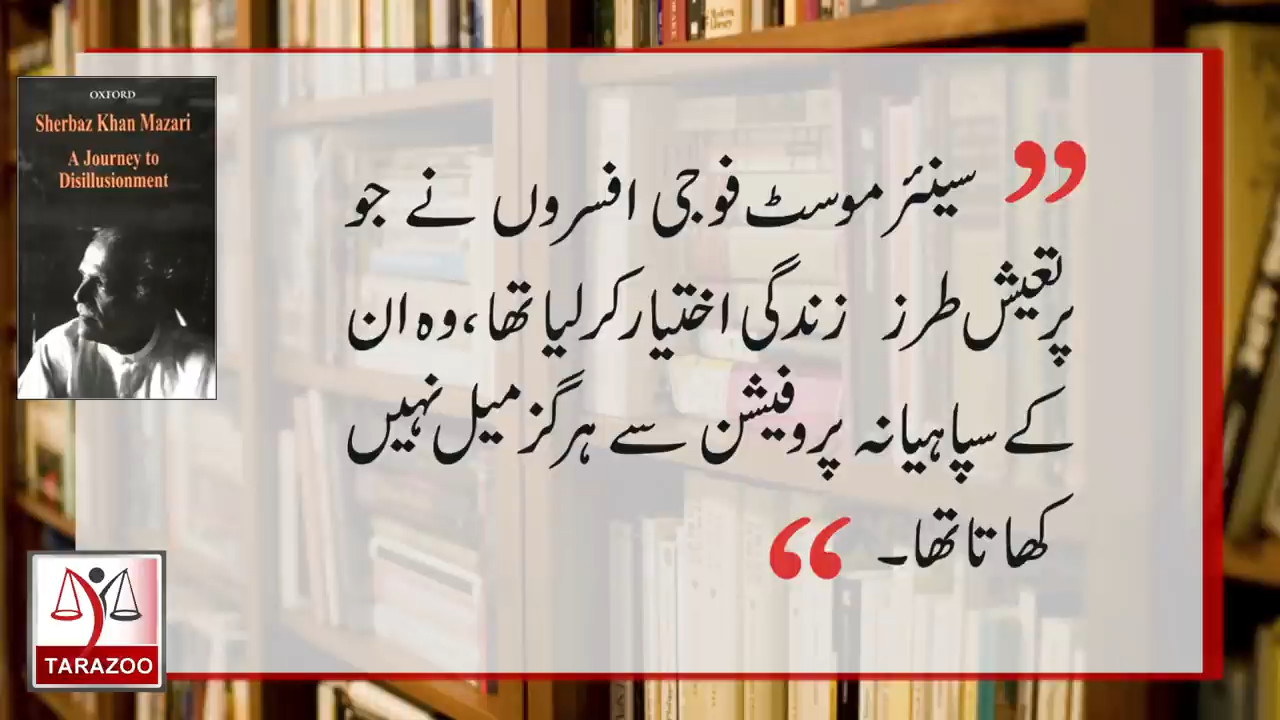 OXFORD
Sherbaz Khan Mazari
A Journey to
Disillusionment
”سینئر موسٹ فوجی افسروں نے جو
پرتعیش طرز زندگی اختیار کرلیا تھا، وہ ان
کے سپاہیانہ پروفیشن سے ہرگز میل نہیں
کھاتا تھا۔“
TARAZOO